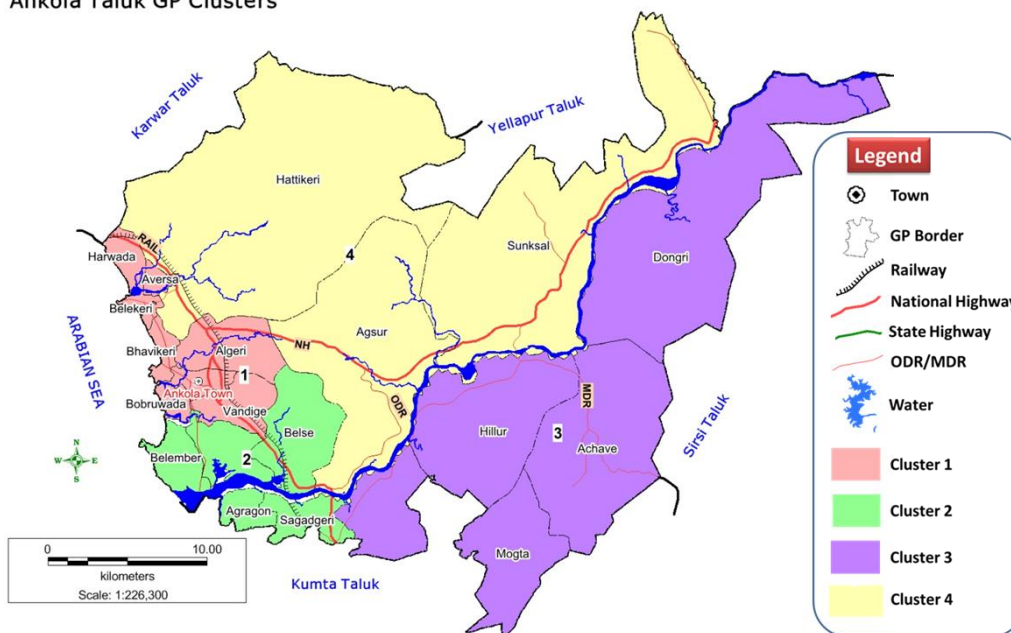 Ankola Taluk GP Clusters
Karwar Taluk
Yellapur Taluk
Hattikeri
4
Sunksal
Dongri
RAIL
Harwada
Aversa
Belekeri
ARABIAN SEA
Bhavikeri
Algeri
NH
Agsur
1
Ankola Town
Bobruwada
Vandige
ODR
MDR
Belse
Hillur
3
Achave
Sirsi Taluk
Belember
2
N
W
E
S
Agragon
Sagadgeri
Mogta
Kumta Taluk
0 10.00
kilometers
Scale: 1:226,300
Legend
Town
GP Border
Railway
National Highway
State Highway
ODR/MDR
Water
Cluster 1
Cluster 2
Cluster 3
Cluster 4